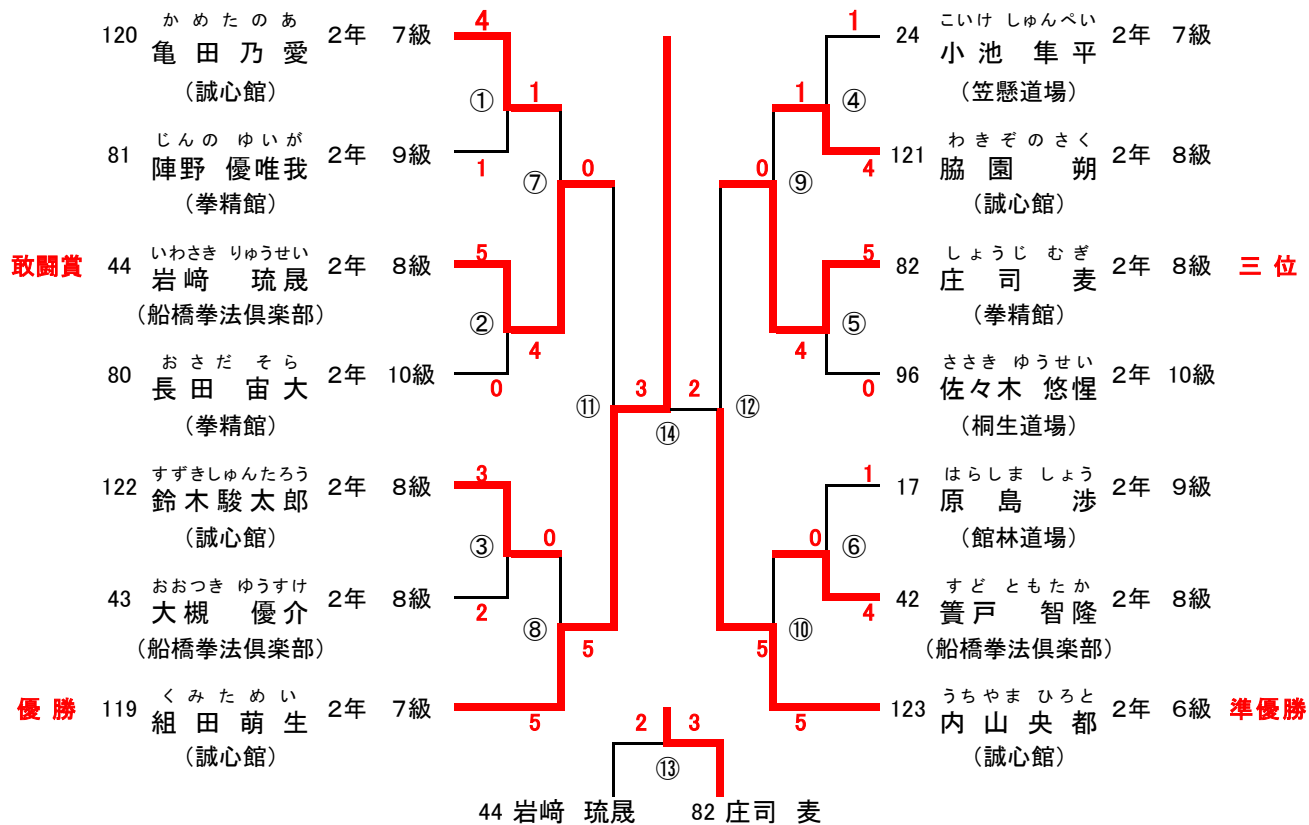 かめたのあ
120 亀田乃愛 2年 7級
(誠心館)
4
じんの ゆいが
81 陣野 優唯我 2年 9級
(拳精館)
1
① 1
敢闘賞
いわさき りゅうせい
44 岩﨑 琉晟 2年 8級
(船橋拳法倶楽部)
5
おさだ そら
80 長田 宙大 2年 10級
(拳精館)
0
② 4
⑦ 0
すずきしゅんたろう
122 鈴木駿太郎 2年 8級
(誠心館)
3
おおつき ゆうすけ
43 大槻 優介 2年 8級
(船橋拳法倶楽部)
2
③ 0
優勝
くみためい
119 組田萌生 2年 7級
(誠心館)
5
⑧ 5
⑪ 3
⑭
2 ⑫
1
こいけ しゅんぺい
24 小池 隼平 2年 7級
(笠懸道場)
1 ④
わきぞのさく
121 脇園 朔 2年 8級
(誠心館)
4
0 ⑨
5
しょうじ むぎ
82 庄司 麦 2年 8級
(拳精館)
三位
4 ⑤
ささき ゆうせい
96 佐々木 悠惺 2年 10級
(桐生道場)
0
1
はらしま しょう
17 原島 渉 2年 9級
(館林道場)
0 ⑥
すど ともたか
42 簀戸 智隆 2年 8級
(船橋拳法倶楽部)
4
5 ⑩
うちやま ひろと
123 内山央都 2年 6級
(誠心館)
準優勝
5
2 3
⑬
44 岩﨑 琉晟 82 庄司 麦